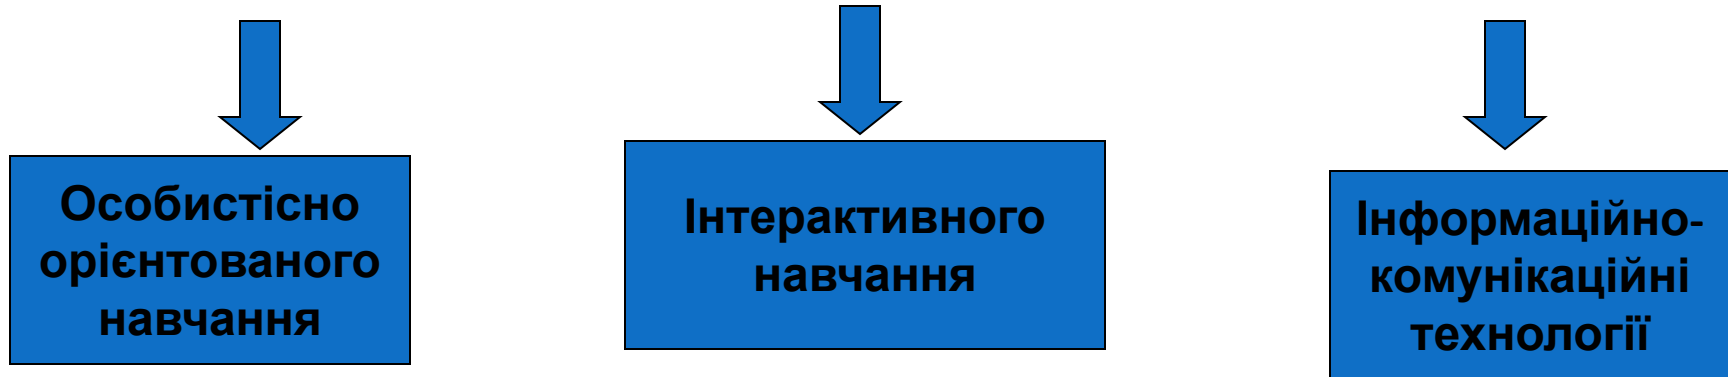 Особистісно
орієнтованого
навчання
Інтерактивного
навчання
Інформаційно-
комунікаційні
технології